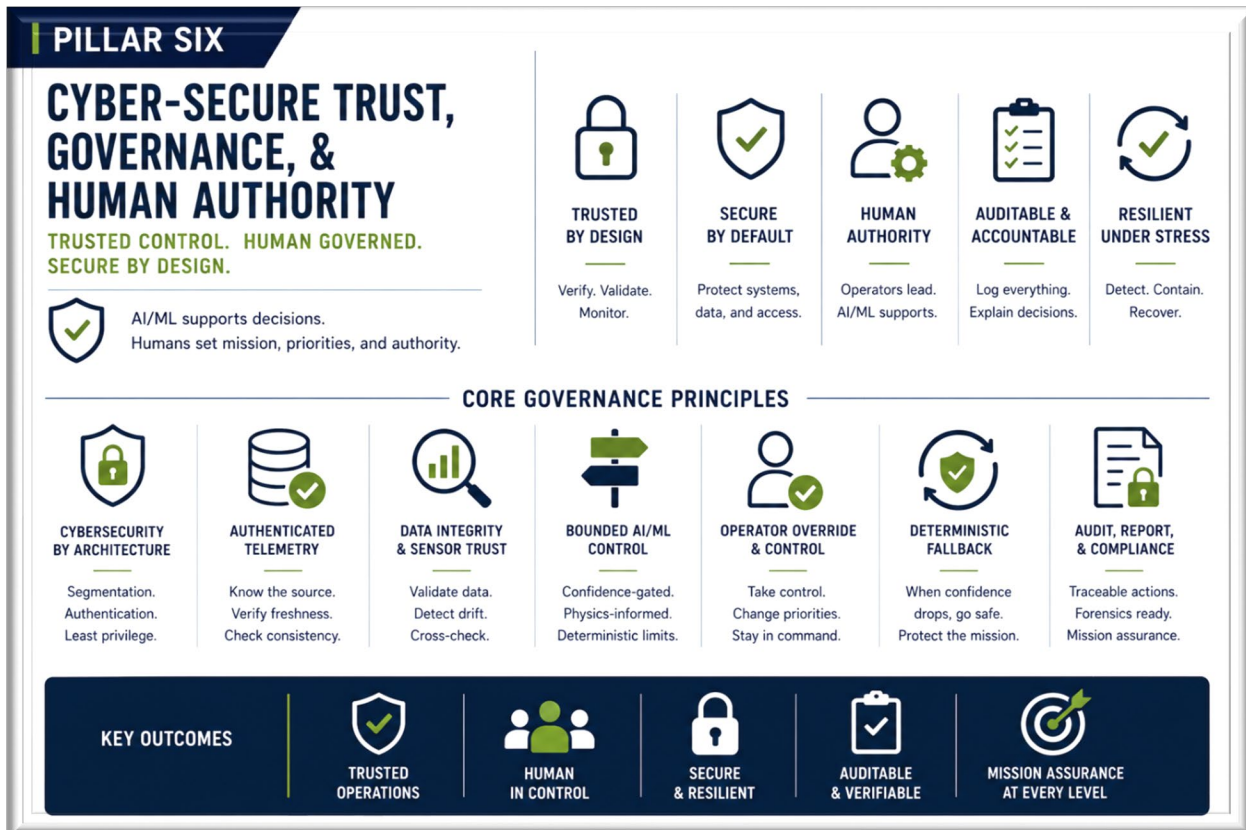 PILLAR SIX
CYBER-SECURE TRUST,
GOVERNANCE, &
HUMAN AUTHORITY
TRUSTED CONTROL. HUMAN GOVERNED.
SECURE BY DESIGN.
AI/ML supports decisions.
Humans set mission, priorities, and authority.
TRUSTED
BY DESIGN
Verify. Validate.
Monitor.
SECURE
BY DEFAULT
Protect systems,
data, and access.
HUMAN
AUTHORITY
Operators lead.
AI/ML supports.
AUDITABLE &
ACCOUNTABLE
Log everything.
Explain decisions.
RESILIENT
UNDER STRESS
Detect. Contain.
Recover.
CORE GOVERNANCE PRINCIPLES
CYBERSECURITY
BY ARCHITECTURE
Segmentation.
Authentication.
Least privilege.
AUTHENTICATED
TELEMETRY
Know the source.
Verify freshness.
Check consistency.
DATA INTEGRITY
& SENSOR TRUST
Validate data.
Detect drift.
Cross-check.
BOUNDED AI/ML
CONTROL
Confidence-gated.
Physics-informed.
Deterministic limits.
OPERATOR OVERRIDE
& CONTROL
Take control.
Change priorities.
Stay in command.
DETERMINISTIC
FALLBACK
When confidence
drops, go safe.
Protect the mission.
AUDIT, REPORT,
& COMPLIANCE
Traceable actions.
Forensics ready.
Mission assurance.
KEY OUTCOMES
TRUSTED
OPERATIONS
HUMAN
IN CONTROL
SECURE
& RESILIENT
AUDITABLE
& VERIFIABLE
MISSION ASSURANCE
AT EVERY LEVEL